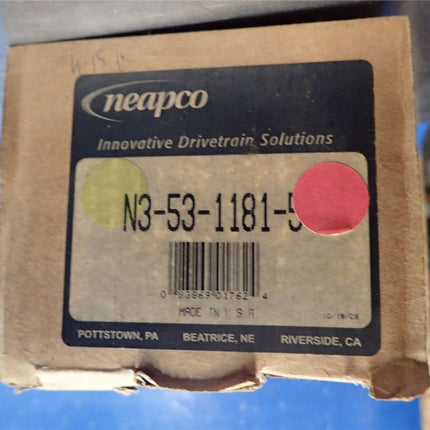 neapco
Innovative Drivetrain Solutions
N3-53-1181-5
0 83869 01762 4
MADE IN U S A
POTTSTOWN, PA BEATRICE, NE RIVERSIDE, CA